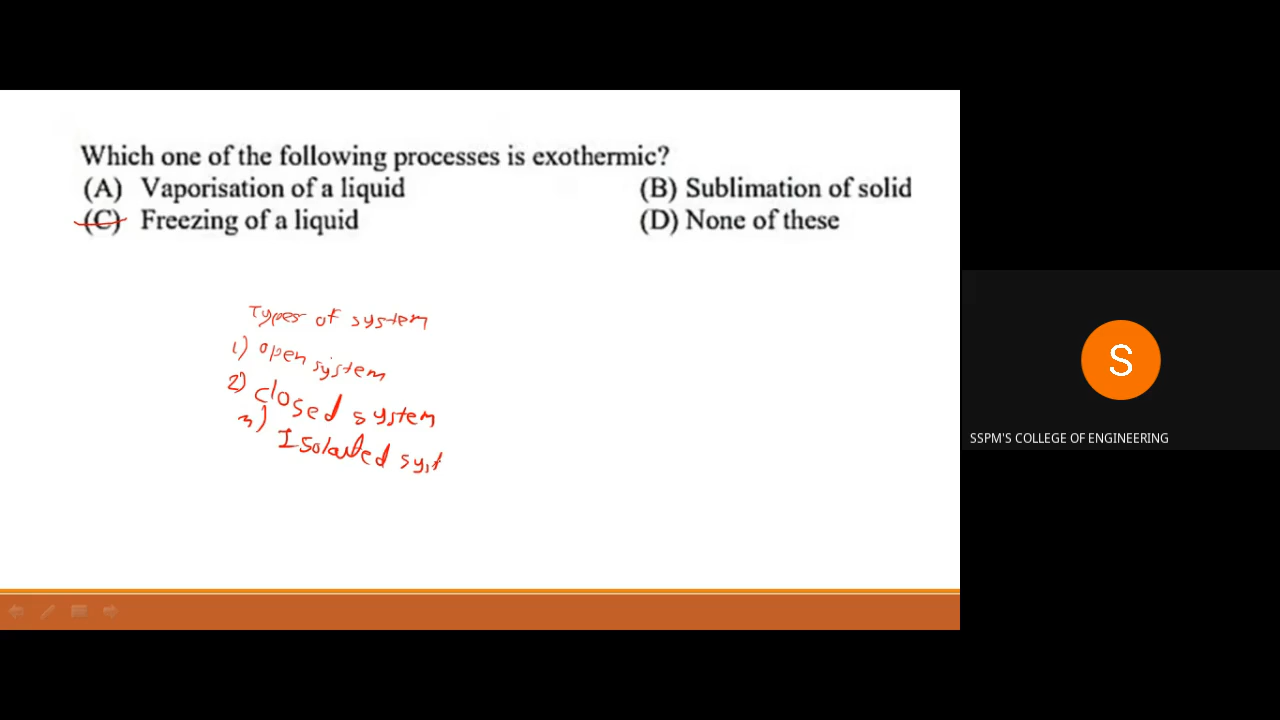 Which one of the following processes is exothermic?
(A) Vaporisation of a liquid (B) Sublimation of solid
(C) Freezing of a liquid (D) None of these
Types of system
1) open system
2) closed system
3) Isolated syst
S
SSPM'S COLLEGE OF ENGINEERING